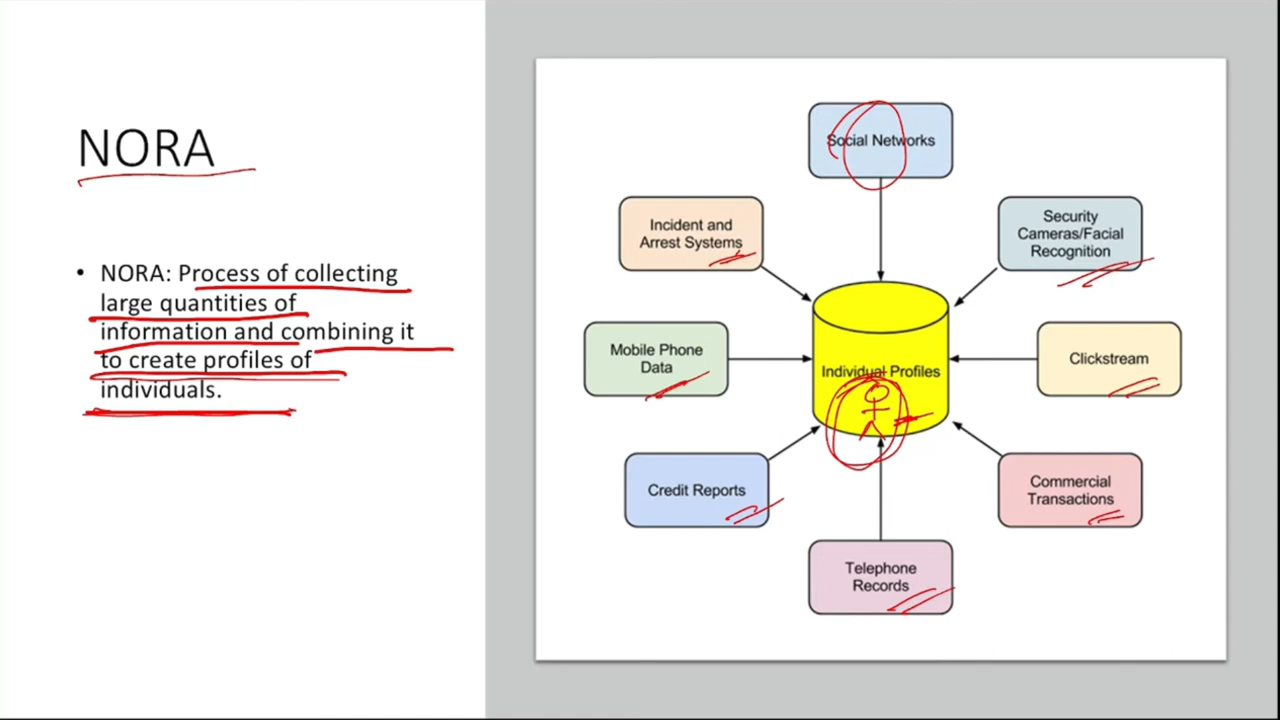 NORA
• NORA: Process of collecting
large quantities of
information and combining it
to create profiles of
individuals.
Social Networks
Incident and
Arrest Systems
Security
Cameras/Facial
Recognition
Mobile Phone
Data
Individual Profiles
Clickstream
Credit Reports
Commercial
Transactions
Telephone
Records